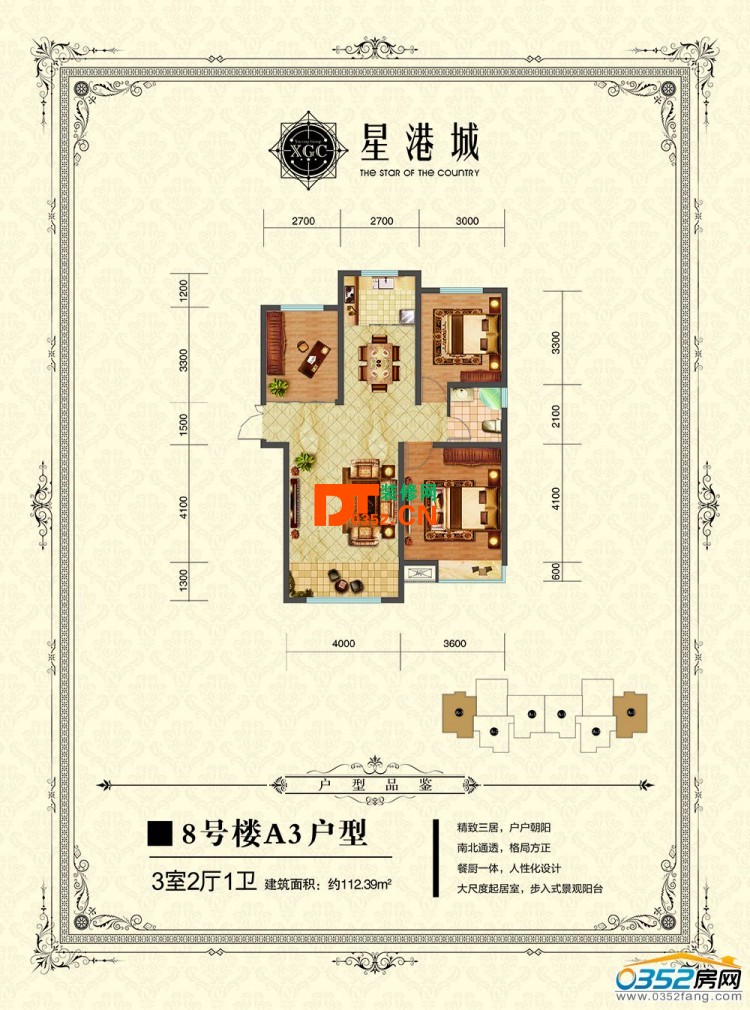 XGC
星港城
THE STAR OF THE COUNTRY
2700 2700 3000
1200
3300
1500
4100
1300
3300
2100
4100
600
装修网
0352 .CN
4000 3600
户型品鉴
8号楼A3户型
3室2厅1卫 建筑面积：约112.39m²
精致三居，户户朝阳
南北通透，格局方正
餐厨一体，人性化设计
大尺度起居室，步入式景观阳台
0352房网
www.0352fang.com